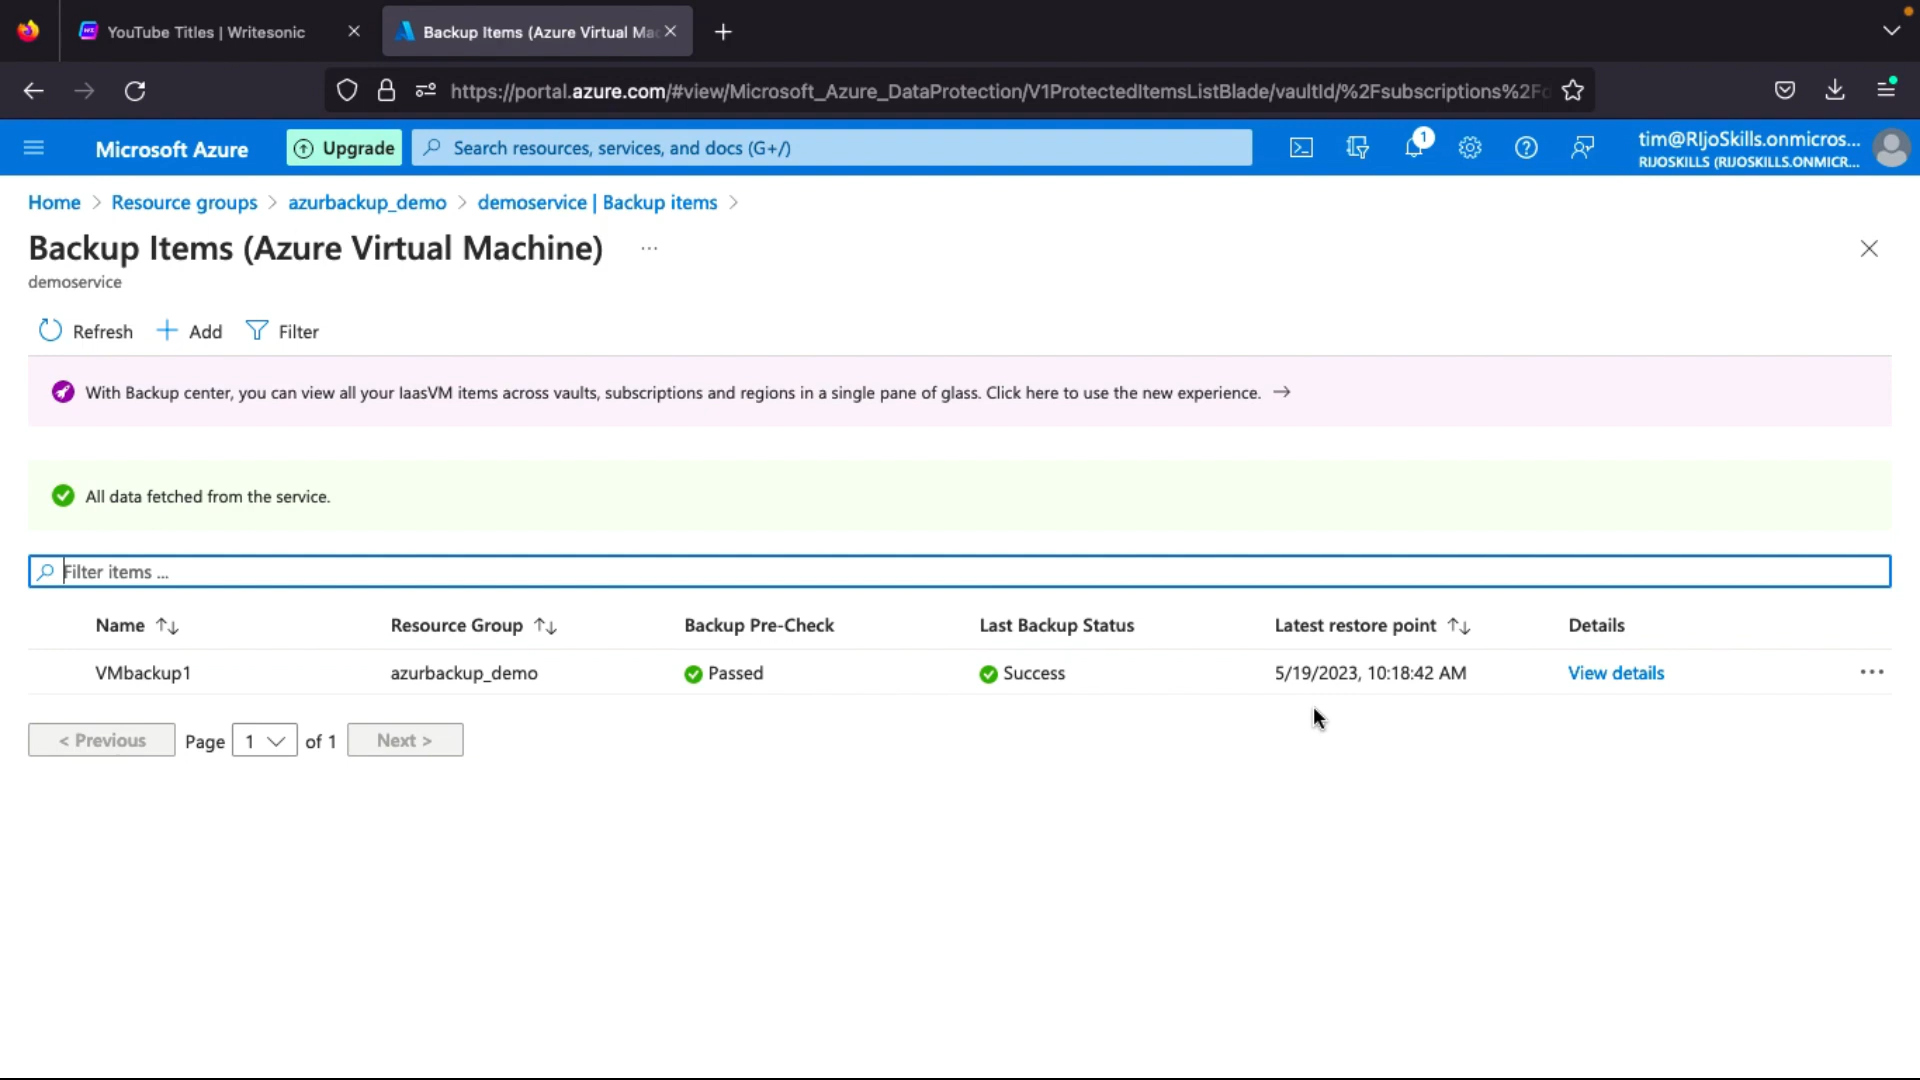 YouTube Titles | Writesonic
Backup Items (Azure Virtual Ma
https://portal.azure.com/#view/Microsoft_Azure_DataProtection/V1ProtectedItemsListBlade/vaultId/%2Fsubscriptions%2F
Microsoft Azure
Upgrade
Search resources, services, and docs (G+/)
1
tim@RIjoSkills.onmicros...
RIJOSKILLS (RIJOSKILLS.ONMICR...
Home > Resource groups > azurbackup_demo > demoservice | Backup items >
Backup Items (Azure Virtual Machine) ...
demoservice
Refresh
Add
Filter
With Backup center, you can view all your IaasVM items across vaults, subscriptions and regions in a single pane of glass. Click here to use the new experience. →
All data fetched from the service.
Filter items ...
Name ↑↓ Resource Group ↑↓ Backup Pre-Check Last Backup Status Latest restore point ↑↓ Details
VMbackup1 azurbackup_demo Passed Success 5/19/2023, 10:18:42 AM View details ...
< Previous Page 1 of 1 Next >